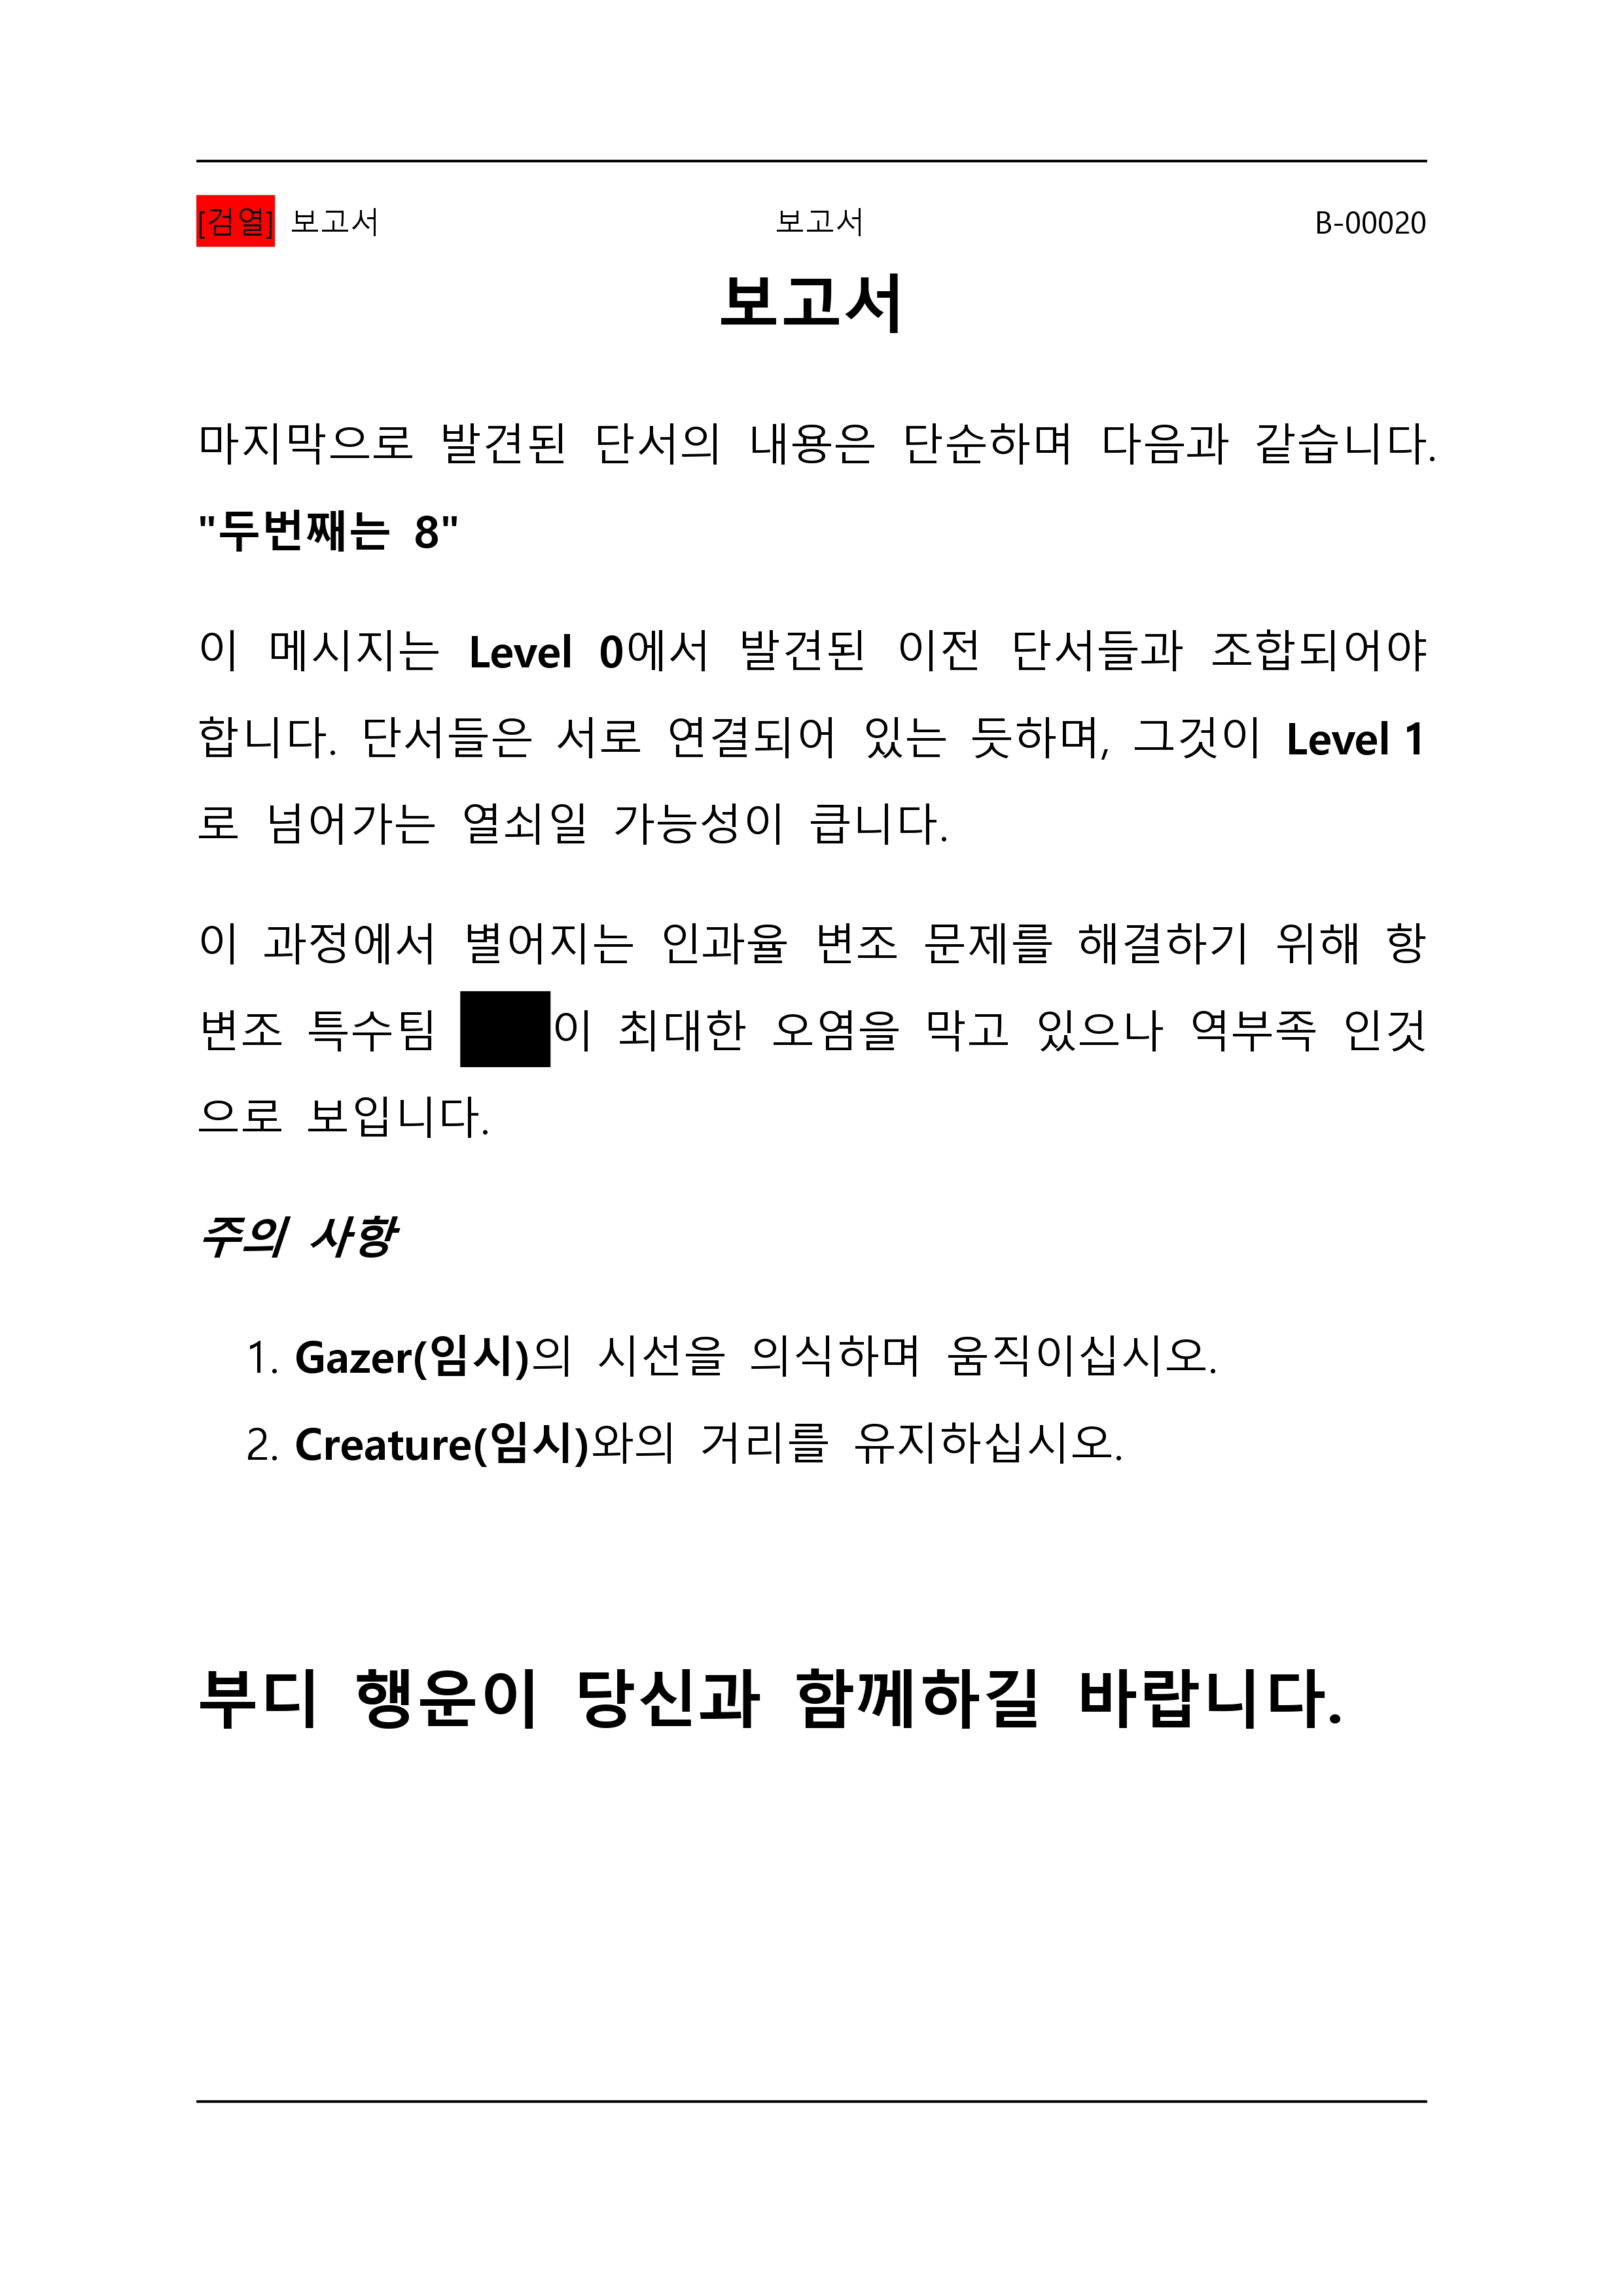 [검열] 보고서 보고서 B-00020
보고서
마지막으로 발견된 단서의 내용은 단순하며 다음과 같습니다.
"두번째는 8"
이 메시지는 Level 0에서 발견된 이전 단서들과 조합되어야
합니다. 단서들은 서로 연결되어 있는 듯하며, 그것이 Level 1
로 넘어가는 열쇠일 가능성이 큽니다.
이 과정에서 별어지는 인과율 변조 문제를 해결하기 위해 항
변조 특수팀 이 최대한 오염을 막고 있으나 역부족 인것
으로 보입니다.
주의 사항
1. Gazer(임시)의 시선을 의식하며 움직이십시오.
2. Creature(임시)와의 거리를 유지하십시오.
부디 행운이 당신과 함께하길 바랍니다.